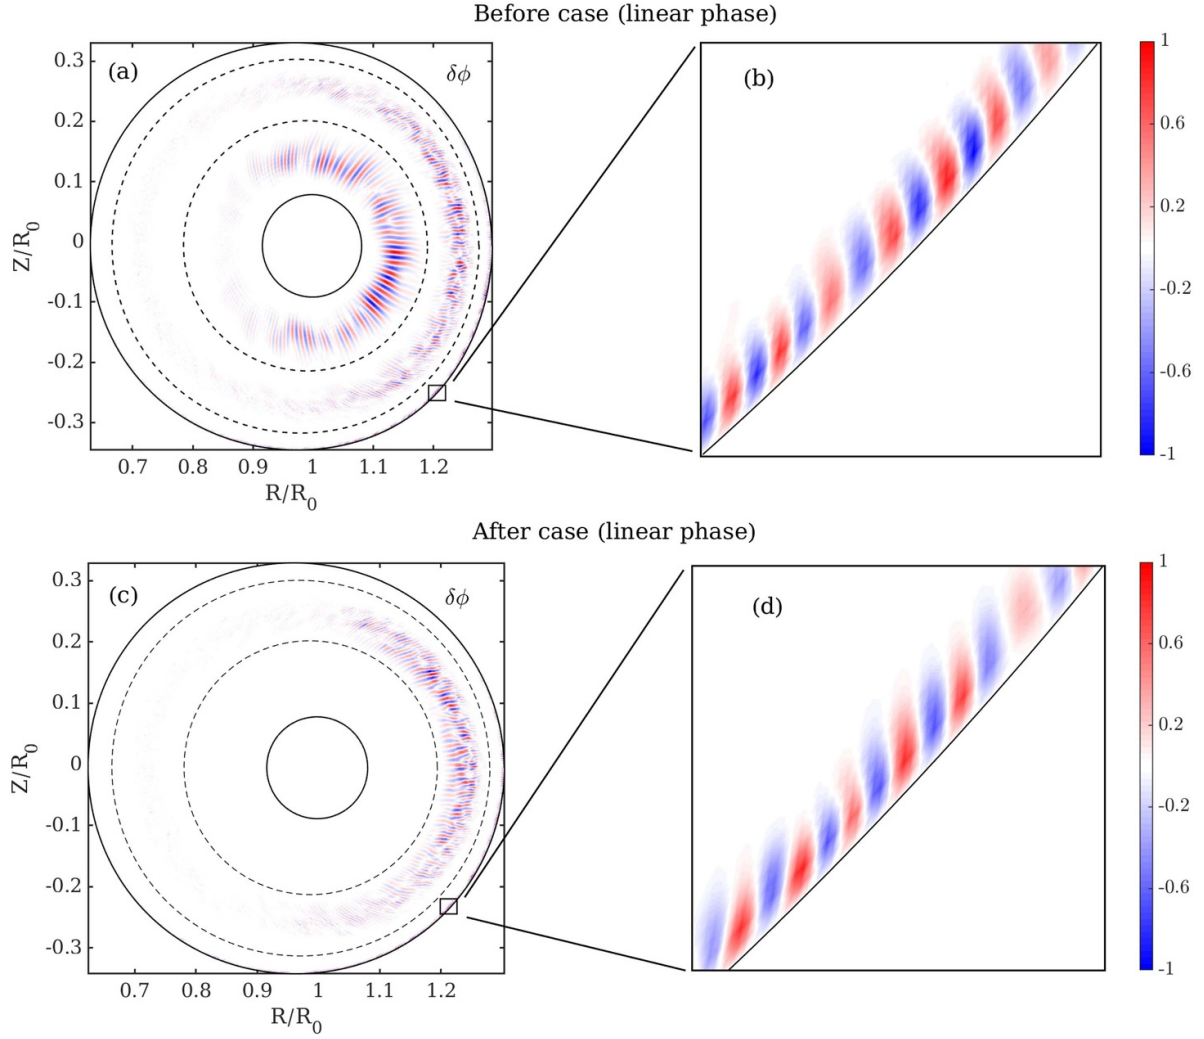 Before case (linear phase)
(a)
δϕ
(b)
0.3
0.2
0.1
0
-0.1
-0.2
-0.3
Z/R0
0.7 0.8 0.9 1 1.1 1.2
R/R0
1
0.6
0.2
-0.2
-0.6
-1
After case (linear phase)
(c)
δϕ
(d)
0.3
0.2
0.1
0
-0.1
-0.2
-0.3
Z/R0
0.7 0.8 0.9 1 1.1 1.2
R/R0
1
0.6
0.2
-0.2
-0.6
-1